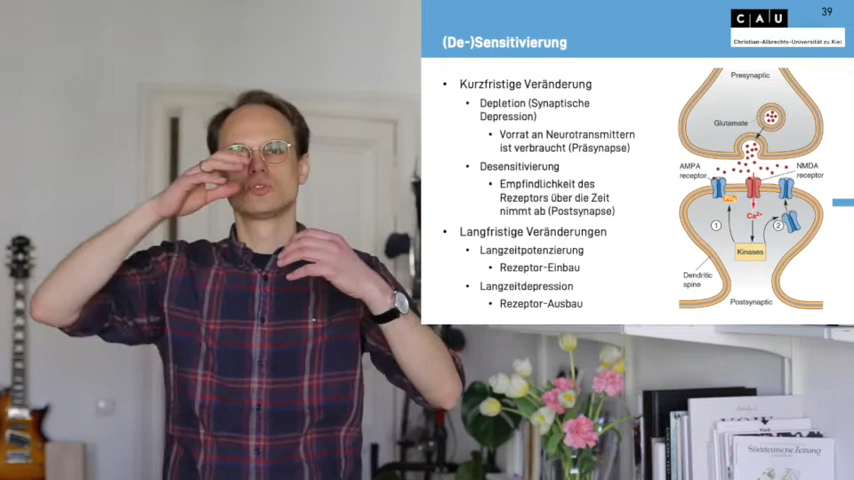 C A U
39
Christian-Albrechts-Universität zu Kiel
(De-)Sensitivierung
• Kurzfristige Veränderung
• Depletion (Synaptische
Depression)
• Vorrat an Neurotransmittern
ist verbraucht (Präsynapse)
• Desensitivierung
• Empfindlichkeit des
Rezeptors über die Zeit
nimmt ab (Postsynapse)
• Langfristige Veränderungen
• Langzeitpotenzierung
• Rezeptor-Einbau
• Langzeitdepression
• Rezeptor-Ausbau
Presynaptic
Glutamate
AMPA
receptor
NMDA
receptor
Ca2+
1
2
Kinases
Dendritic
spine
Postsynaptic
Süddeutsche Zeitung